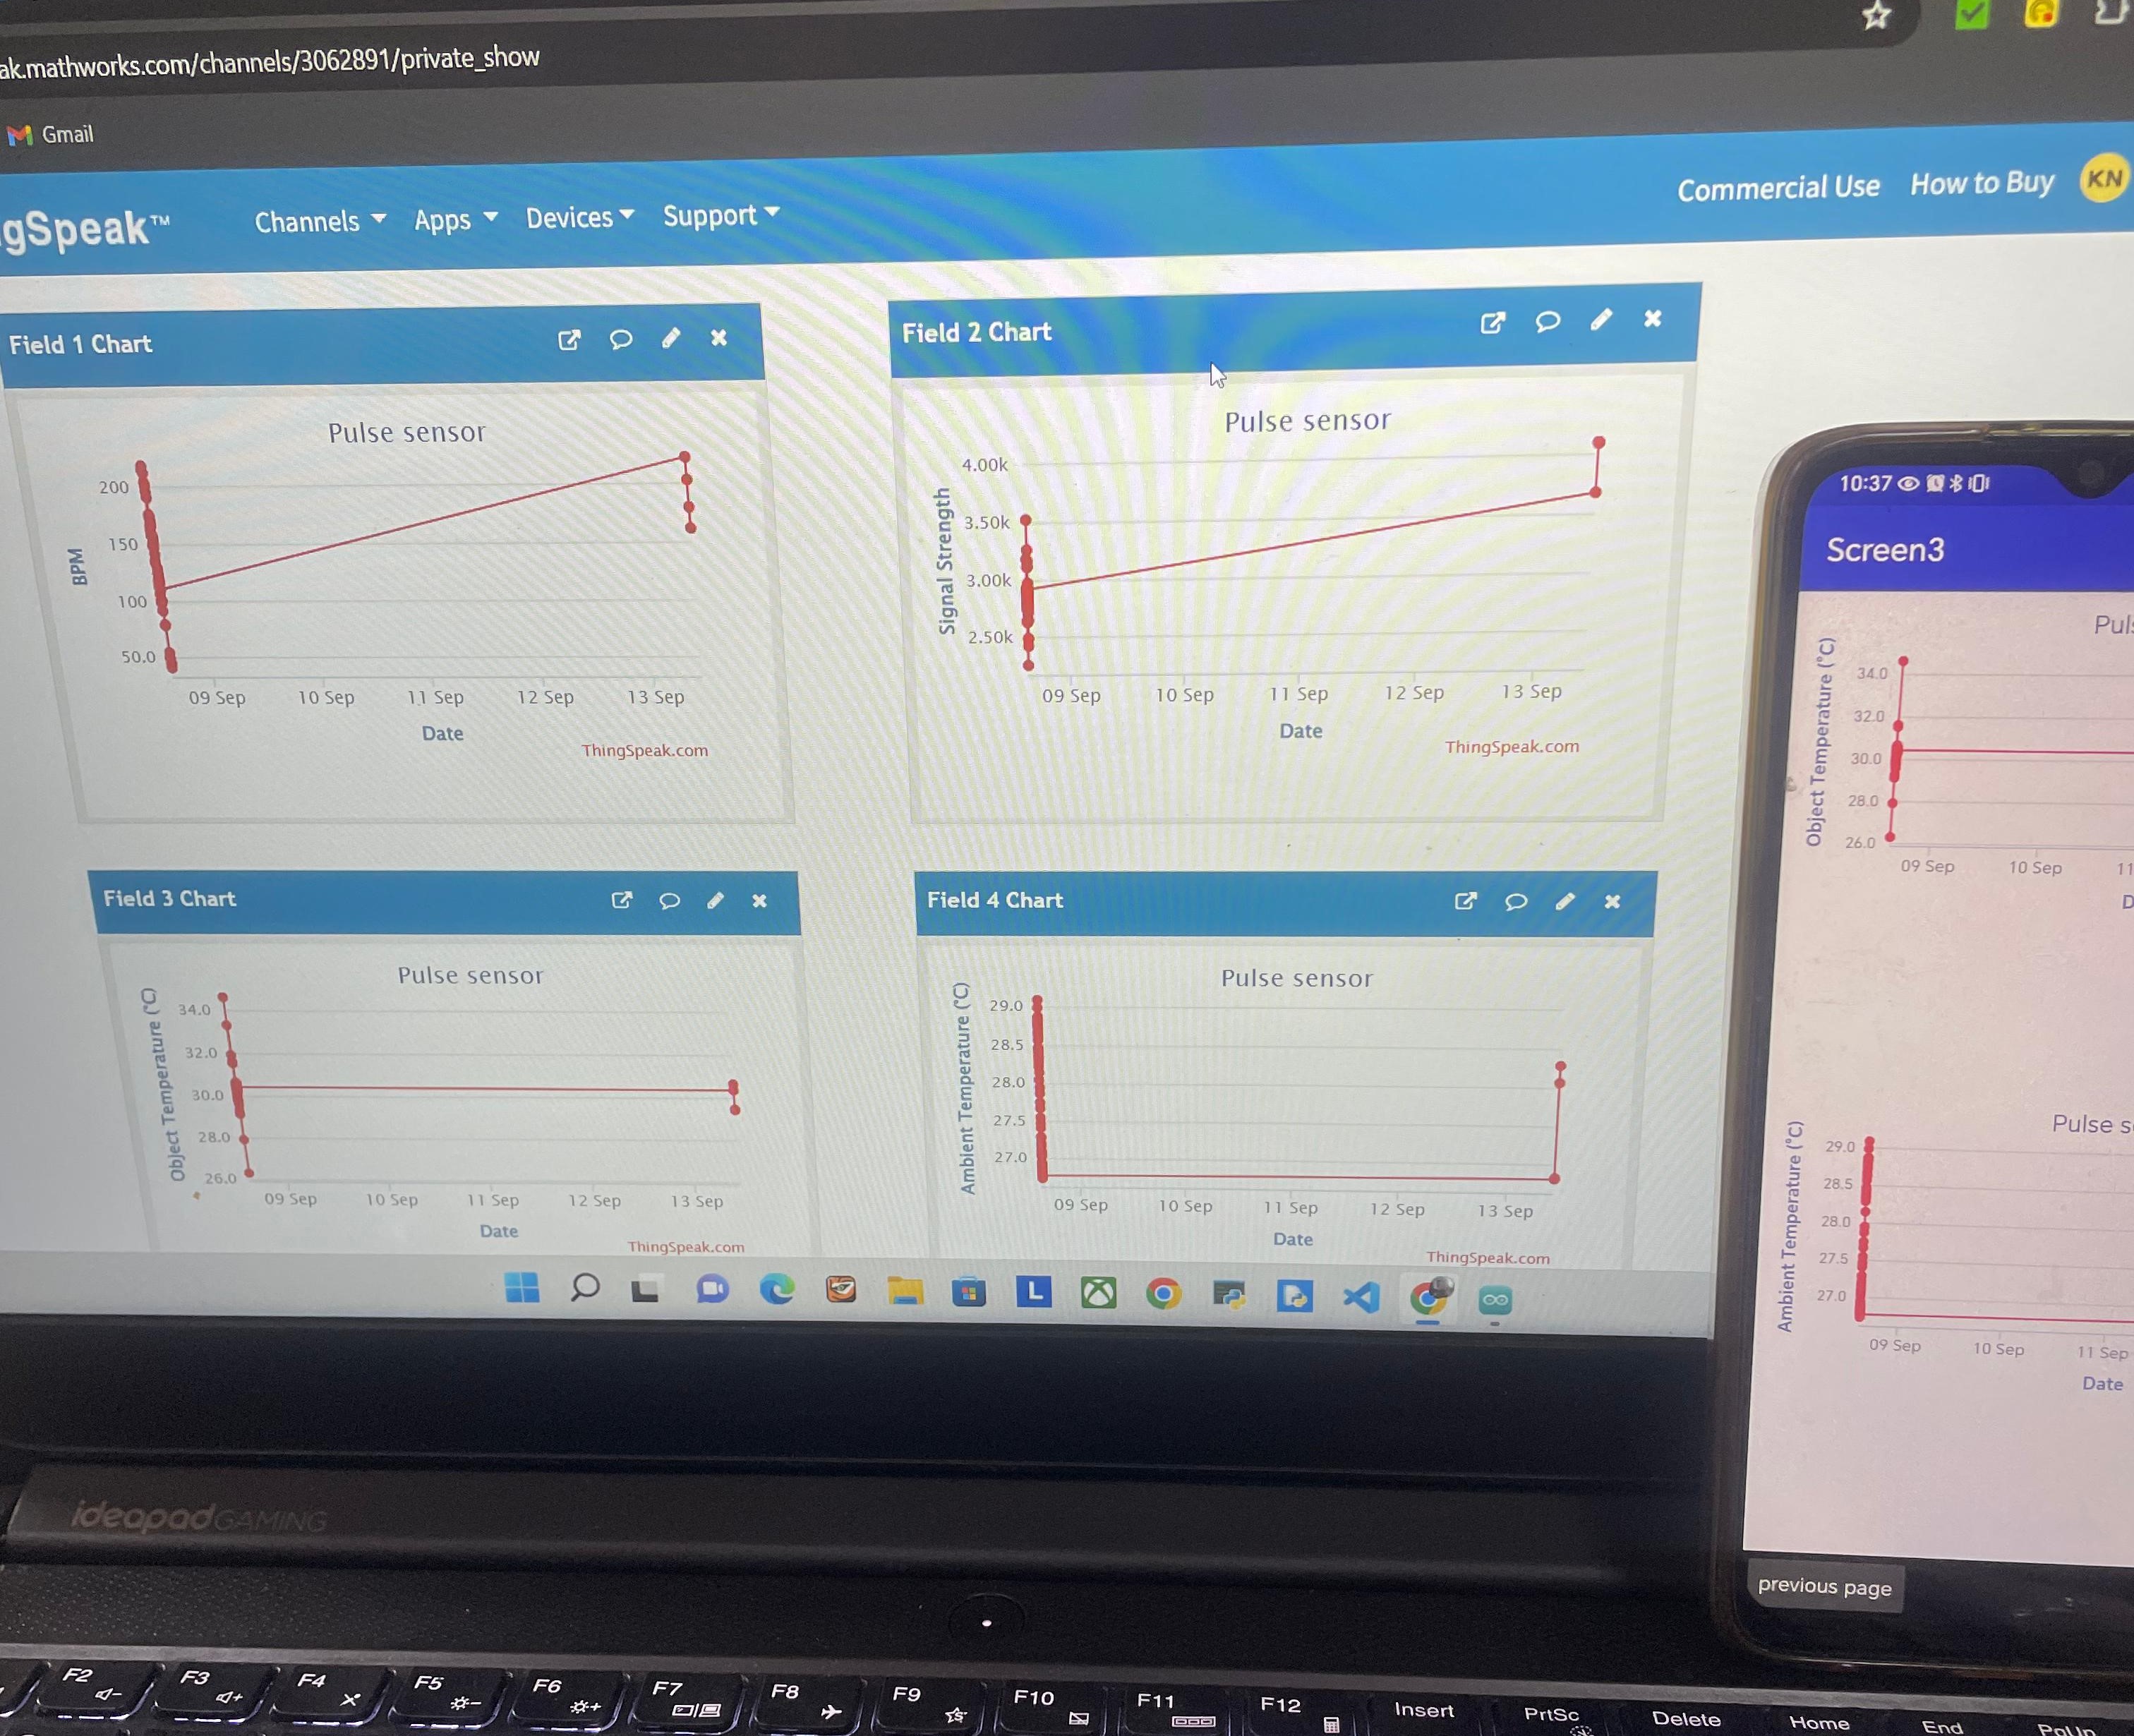 ak.mathworks.com/channels/3062891/private_show
Gmail
gSpeak™
Channels
Apps
Devices
Support
Commercial Use
How to Buy
KN
Field 1 Chart
Pulse sensor
BPM
200
150
100
50.0
09 Sep
10 Sep
11 Sep
12 Sep
13 Sep
Date
ThingSpeak.com
Field 2 Chart
Pulse sensor
Signal Strength
4.00k
3.50k
3.00k
2.50k
09 Sep
10 Sep
11 Sep
12 Sep
13 Sep
Date
ThingSpeak.com
Field 3 Chart
Pulse sensor
Object Temperature (°C)
34.0
32.0
30.0
28.0
26.0
09 Sep
10 Sep
11 Sep
12 Sep
13 Sep
Date
ThingSpeak.com
Field 4 Chart
Pulse sensor
Ambient Temperature (°C)
29.0
28.5
28.0
27.5
27.0
09 Sep
10 Sep
11 Sep
12 Sep
13 Sep
Date
ThingSpeak.com
L
10:37
Screen3
Puls
Object Temperature (°C)
34.0
32.0
30.0
28.0
26.0
09 Sep
10 Sep
11
D
Pulse s
Ambient Temperature (°C)
29.0
28.5
28.0
27.5
27.0
09 Sep
10 Sep
11 Sep
Date
previous page
ideapad GAMING
F2
F3
F4
F5
F6
F7
F8
F9
F10
F11
F12
Insert
PrtSc
Delete
Home
End
PgUp